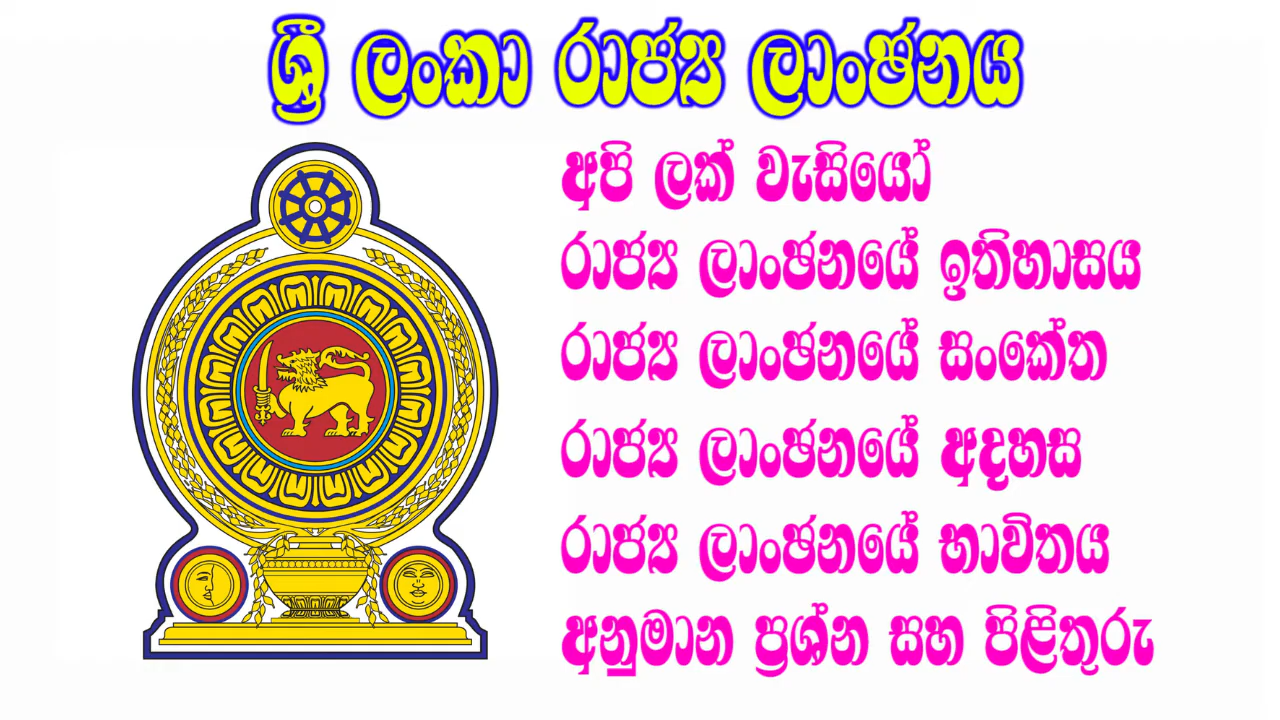 ශ්‍රී ලංකා රාජ්‍ය ලාංඡනය
අපි ලක් වැසියෝ
රාජ්‍ය ලාංඡනයේ ඉතිහාසය
රාජ්‍ය ලාංඡනයේ සංකේත
රාජ්‍ය ලාංඡනයේ අදහස
රාජ්‍ය ලාංඡනයේ භාවිතය
අනුමාන ප්‍රශ්න සහ පිළිතුරු